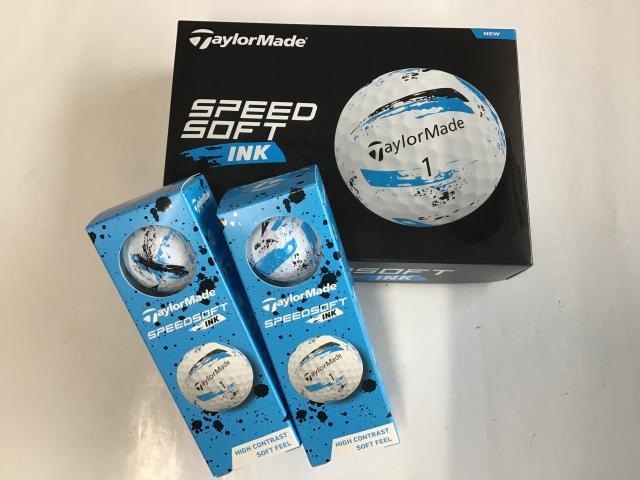 TaylorMade
NEW
SPEED
SOFT
INK
TaylorMade
1
SPEEDSOFT INK
TaylorMade
SPEEDSOFT
INK
TaylorMade
1
HIGH CONTRAST
SOFT FEEL
TaylorMade
SPEEDSOFT
INK
TaylorMade
1
HIGH CONTRAST
SOFT FEEL